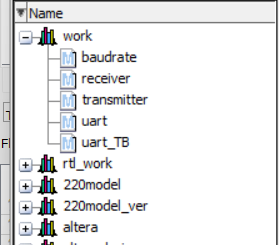 Name
work
baudrate
receiver
transmitter
uart
uart_TB
rtl_work
220model
220model_ver
altera